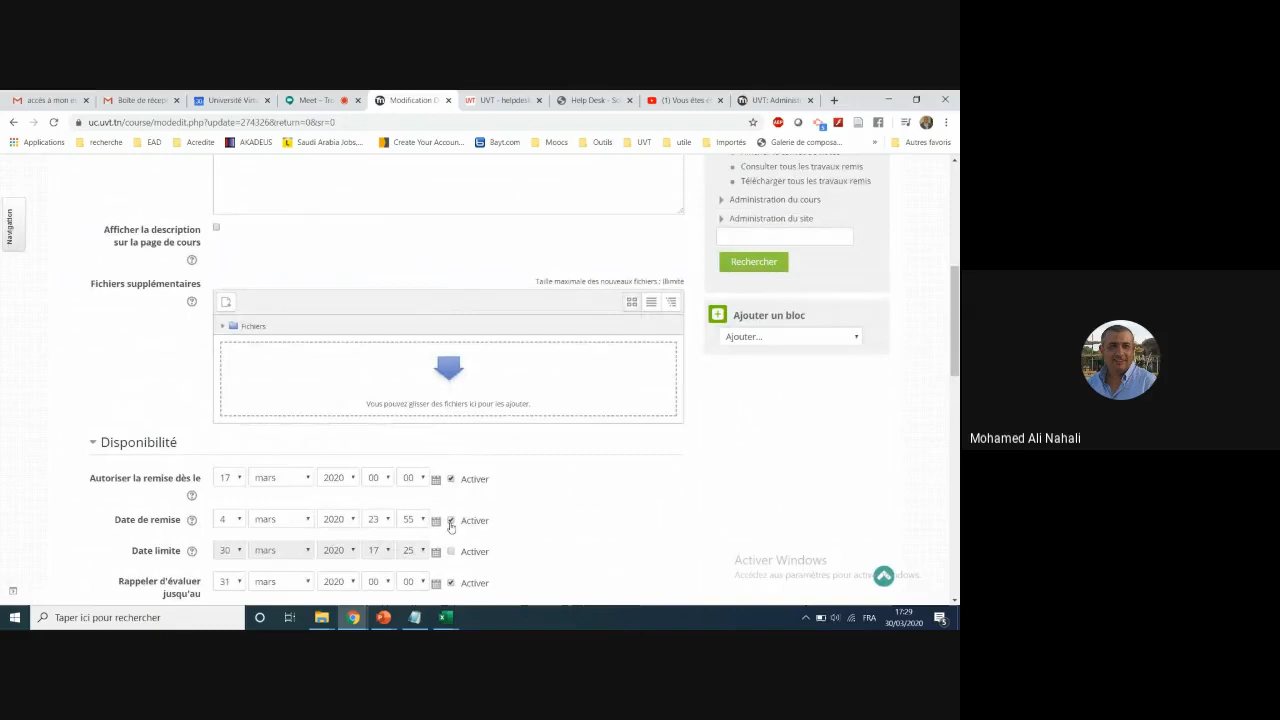 accès à mon e
Boîte de récep
Université Virt
Meet – Tra
Modification D
UVT - helpdesk
Help Desk - So
(1) Vous êtes e
UVT: Administ
uc.uvt.tn/course/modedit.php?update=274326&return=0&sr=0
Applications
recherche
EAD
Acredite
AKADEUS
Saudi Arabia Jobs,...
Create Your Accoun...
Bayt.com
Moocs
Outils
UVT
utile
Importés
Galerie de composa...
»
Autres favoris
Navigation
Consulter tous les travaux remis
Télécharger tous les travaux remis
Administration du cours
Administration du site
Rechercher
Ajouter un bloc
Ajouter...
Afficher la description
sur la page de cours
Taille maximale des nouveaux fichiers : Illimité
Fichiers supplémentaires
Fichiers
Vous pouvez glisser des fichiers ici pour les ajouter.
Disponibilité
Autoriser la remise dès le 17 mars 2020 00 00 Activer
Date de remise 4 mars 2020 23 55 Activer
Date limite 30 mars 2020 17 25 Activer
Rappeler d'évaluer 31 mars 2020 00 00 Activer
jusqu'au
Activer Windows
Accédez aux paramètres pour activer Windows.
Taper ici pour rechercher
FRA
17:29
30/03/2020
5
Mohamed Ali Nahali